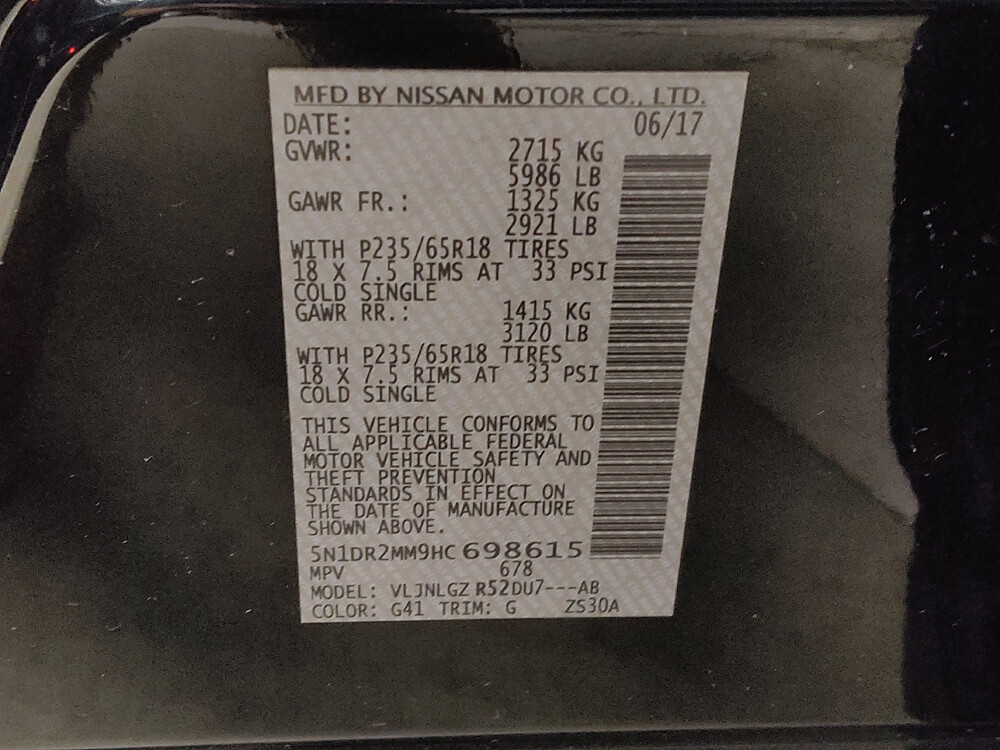 MFD BY NISSAN MOTOR CO., LTD.
DATE: 06/17
GVWR: 2715 KG
5986 LB
GAWR FR.: 1325 KG
2921 LB
WITH P235/65R18 TIRES
18 X 7.5 RIMS AT 33 PSI
COLD SINGLE
GAWR RR.: 1415 KG
3120 LB
WITH P235/65R18 TIRES
18 X 7.5 RIMS AT 33 PSI
COLD SINGLE
THIS VEHICLE CONFORMS TO
ALL APPLICABLE FEDERAL
MOTOR VEHICLE SAFETY AND
THEFT PREVENTION
STANDARDS IN EFFECT ON
THE DATE OF MANUFACTURE
SHOWN ABOVE.
5N1DR2MM9HC698615
MPV 678
MODEL: VLJNLGZ R52DU7---AB
COLOR: G41 TRIM: G ZS30A